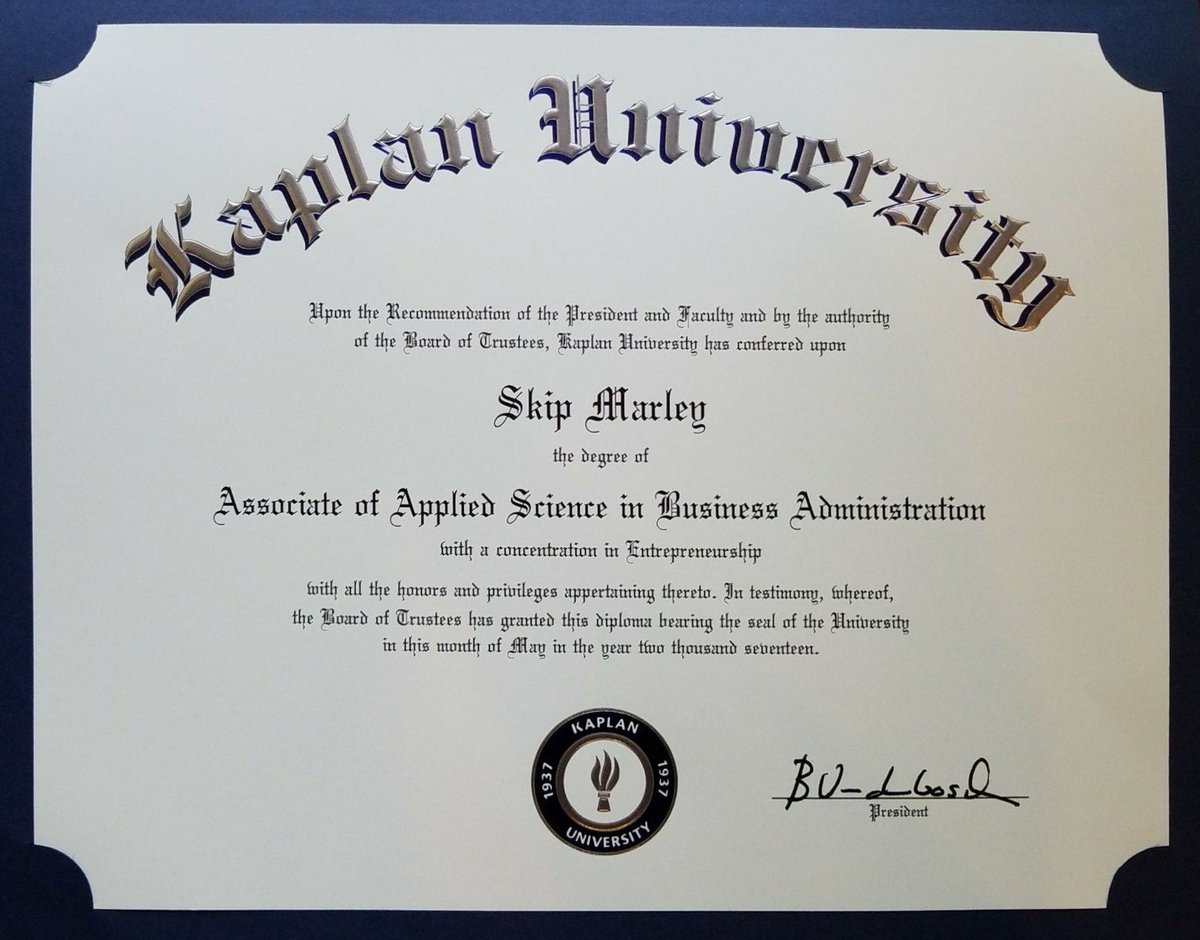 Kaplan University
Upon the Recommendation of the President and Faculty and by the authority
of the Board of Trustees, Kaplan University has conferred upon
Skip Marley
the degree of
Associate of Applied Science in Business Administration
with a concentration in Entrepreneurship
with all the honors and privileges appertaining thereto. In testimony, whereof,
the Board of Trustees has granted this diploma bearing the seal of the University
in this month of May in the year two thousand seventeen.
KAPLAN
1937 1937
UNIVERSITY
President